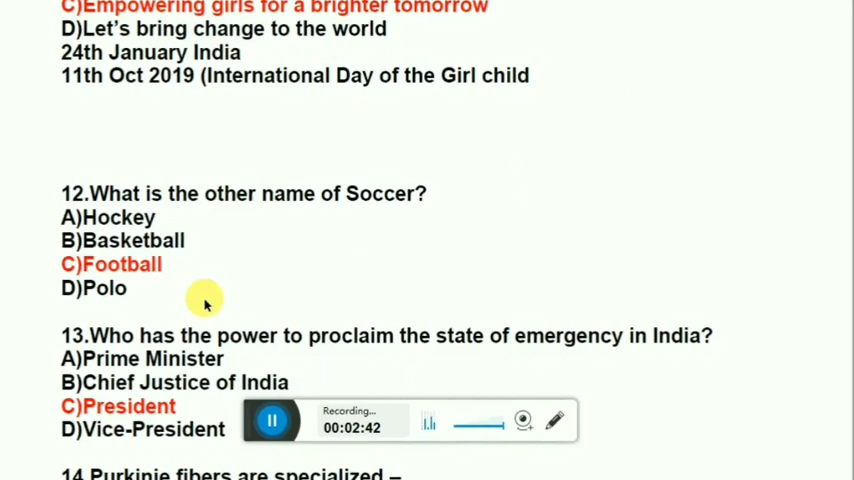 C)Empowering girls for a brighter tomorrow
D)Let's bring change to the world
24th January India
11th Oct 2019 (International Day of the Girl child
12.What is the other name of Soccer?
A)Hockey
B)Basketball
C)Football
D)Polo
13.Who has the power to proclaim the state of emergency in India?
A)Prime Minister
B)Chief Justice of India
C)President
D)Vice-President
Recording...
00:02:42
14.Purkinje fibers are specialized –